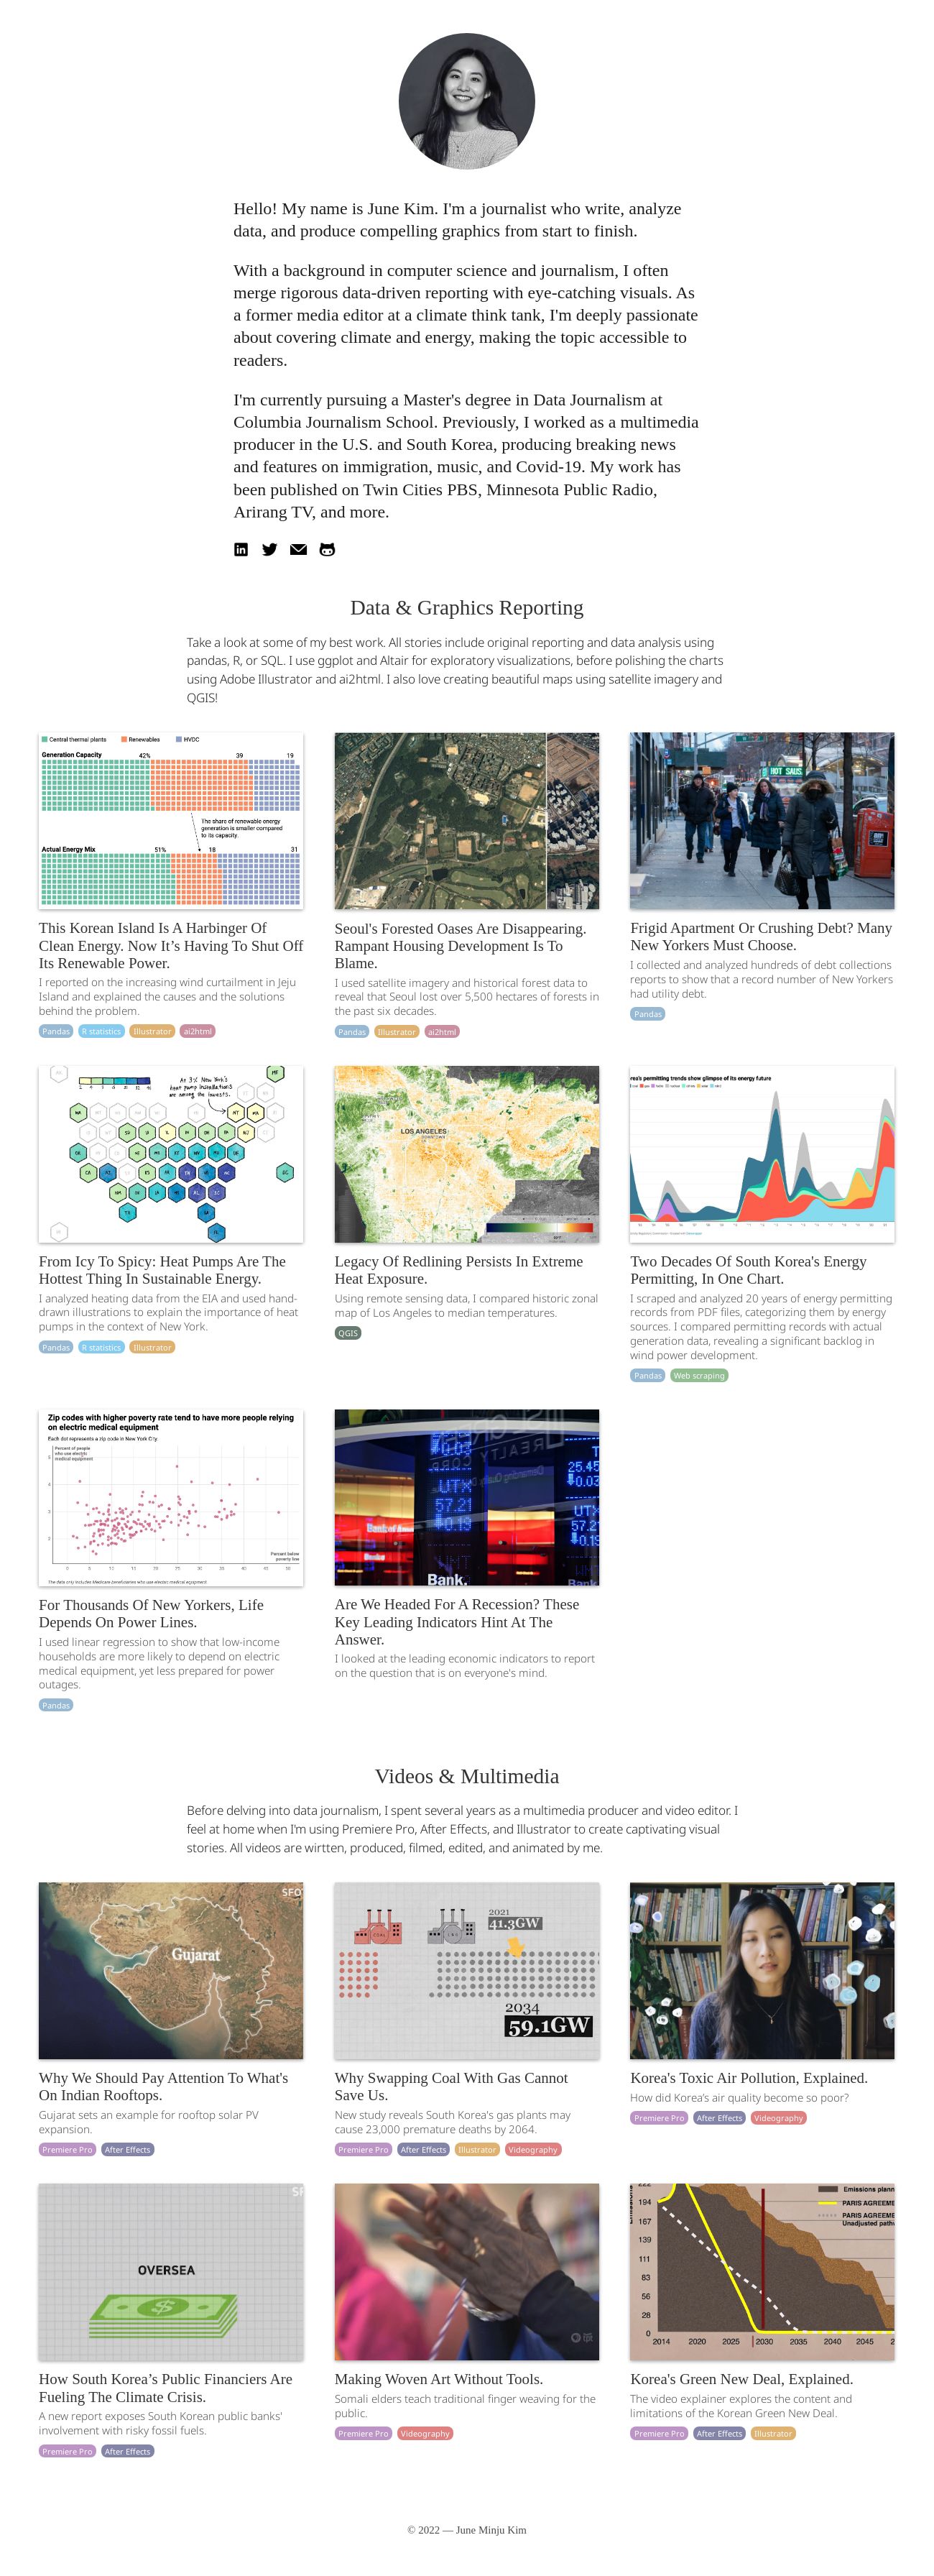 Hello! My name is June Kim. I'm a journalist who write, analyze
data, and produce compelling graphics from start to finish.
With a background in computer science and journalism, I often
merge rigorous data-driven reporting with eye-catching visuals. As
a former media editor at a climate think tank, I'm deeply passionate
about covering climate and energy, making the topic accessible to
readers.
I'm currently pursuing a Master's degree in Data Journalism at
Columbia Journalism School. Previously, I worked as a multimedia
producer in the U.S. and South Korea, producing breaking news
and features on immigration, music, and Covid-19. My work has
been published on Twin Cities PBS, Minnesota Public Radio,
Arirang TV, and more.
Data & Graphics Reporting
Take a look at some of my best work. All stories include original reporting and data analysis using
pandas, R, or SQL. I use ggplot and Altair for exploratory visualizations, before polishing the charts
using Adobe Illustrator and ai2html. I also love creating beautiful maps using satellite imagery and
QGIS!
Central thermal plants Renewables HVDC
Generation Capacity 42% 39 19
The share of renewable energy
generation is smaller compared
to its capacity.
Actual Energy Mix 51% 18 31
This Korean Island Is A Harbinger Of
Clean Energy. Now It’s Having To Shut Off
Its Renewable Power.
I reported on the increasing wind curtailment in Jeju
Island and explained the causes and the solutions
behind the problem.
Pandas R statistics Illustrator ai2html
Seoul's Forested Oases Are Disappearing.
Rampant Housing Development Is To
Blame.
I used satellite imagery and historical forest data to
reveal that Seoul lost over 5,500 hectares of forests in
the past six decades.
Pandas Illustrator ai2html
HOT SAUS
Frigid Apartment Or Crushing Debt? Many
New Yorkers Must Choose.
I collected and analyzed hundreds of debt collections
reports to show that a record number of New Yorkers
had utility debt.
Pandas
At 3% New York's
heat pump installations
are among the lowest.
From Icy To Spicy: Heat Pumps Are The
Hottest Thing In Sustainable Energy.
I analyzed heating data from the EIA and used hand-
drawn illustrations to explain the importance of heat
pumps in the context of New York.
Pandas R statistics Illustrator
LOS ANGELES
Legacy Of Redlining Persists In Extreme
Heat Exposure.
Using remote sensing data, I compared historic zonal
map of Los Angeles to median temperatures.
QGIS
rea's permitting trends show glimpse of its energy future
Two Decades Of South Korea's Energy
Permitting, In One Chart.
I scraped and analyzed 20 years of energy permitting
records from PDF files, categorizing them by energy
sources. I compared permitting records with actual
generation data, revealing a significant backlog in
wind power development.
Pandas Web scraping
Zip codes with higher poverty rate tend to have more people relying
on electric medical equipment
Each dot represents a zip code in New York City.
Percent of people
who use electric
medical equipment
Percent below
poverty line
0 5 10 15 20 25 30 35 40 45 50
The data only includes Medicare beneficiaries who use electric medical equipment.
For Thousands Of New Yorkers, Life
Depends On Power Lines.
I used linear regression to show that low-income
households are more likely to depend on electric
medical equipment, yet less prepared for power
outages.
Pandas
REALTY CORP
UTX
57.21
0.19
25.45
0.03
Bank.
Are We Headed For A Recession? These
Key Leading Indicators Hint At The
Answer.
I looked at the leading economic indicators to report
on the question that is on everyone's mind.
Videos & Multimedia
Before delving into data journalism, I spent several years as a multimedia producer and video editor. I
feel at home when I'm using Premiere Pro, After Effects, and Illustrator to create captivating visual
stories. All videos are wirtten, produced, filmed, edited, and animated by me.
SFO
Gujarat
Why We Should Pay Attention To What's
On Indian Rooftops.
Gujarat sets an example for rooftop solar PV
expansion.
Premiere Pro After Effects
COAL
LNG
2021
41.3GW
2034
59.1GW
Why Swapping Coal With Gas Cannot
Save Us.
New study reveals South Korea's gas plants may
cause 23,000 premature deaths by 2064.
Premiere Pro After Effects Illustrator Videography
Korea's Toxic Air Pollution, Explained.
How did Korea's air quality become so poor?
Premiere Pro After Effects Videography
SF
OVERSEA
How South Korea’s Public Financiers Are
Fueling The Climate Crisis.
A new report exposes South Korean public banks'
involvement with risky fossil fuels.
Premiere Pro After Effects
Making Woven Art Without Tools.
Somali elders teach traditional finger weaving for the
public.
Premiere Pro Videography
Emissions
222
194
167
139
111
83
56
28
0
2014 2020 2025 2030 2035 2040 2045 2
Emissions plann
PARIS AGREEME
PARIS AGREEME
Unadjusted path
Korea's Green New Deal, Explained.
The video explainer explores the content and
limitations of the Korean Green New Deal.
Premiere Pro After Effects Illustrator
© 2022 — June Minju Kim